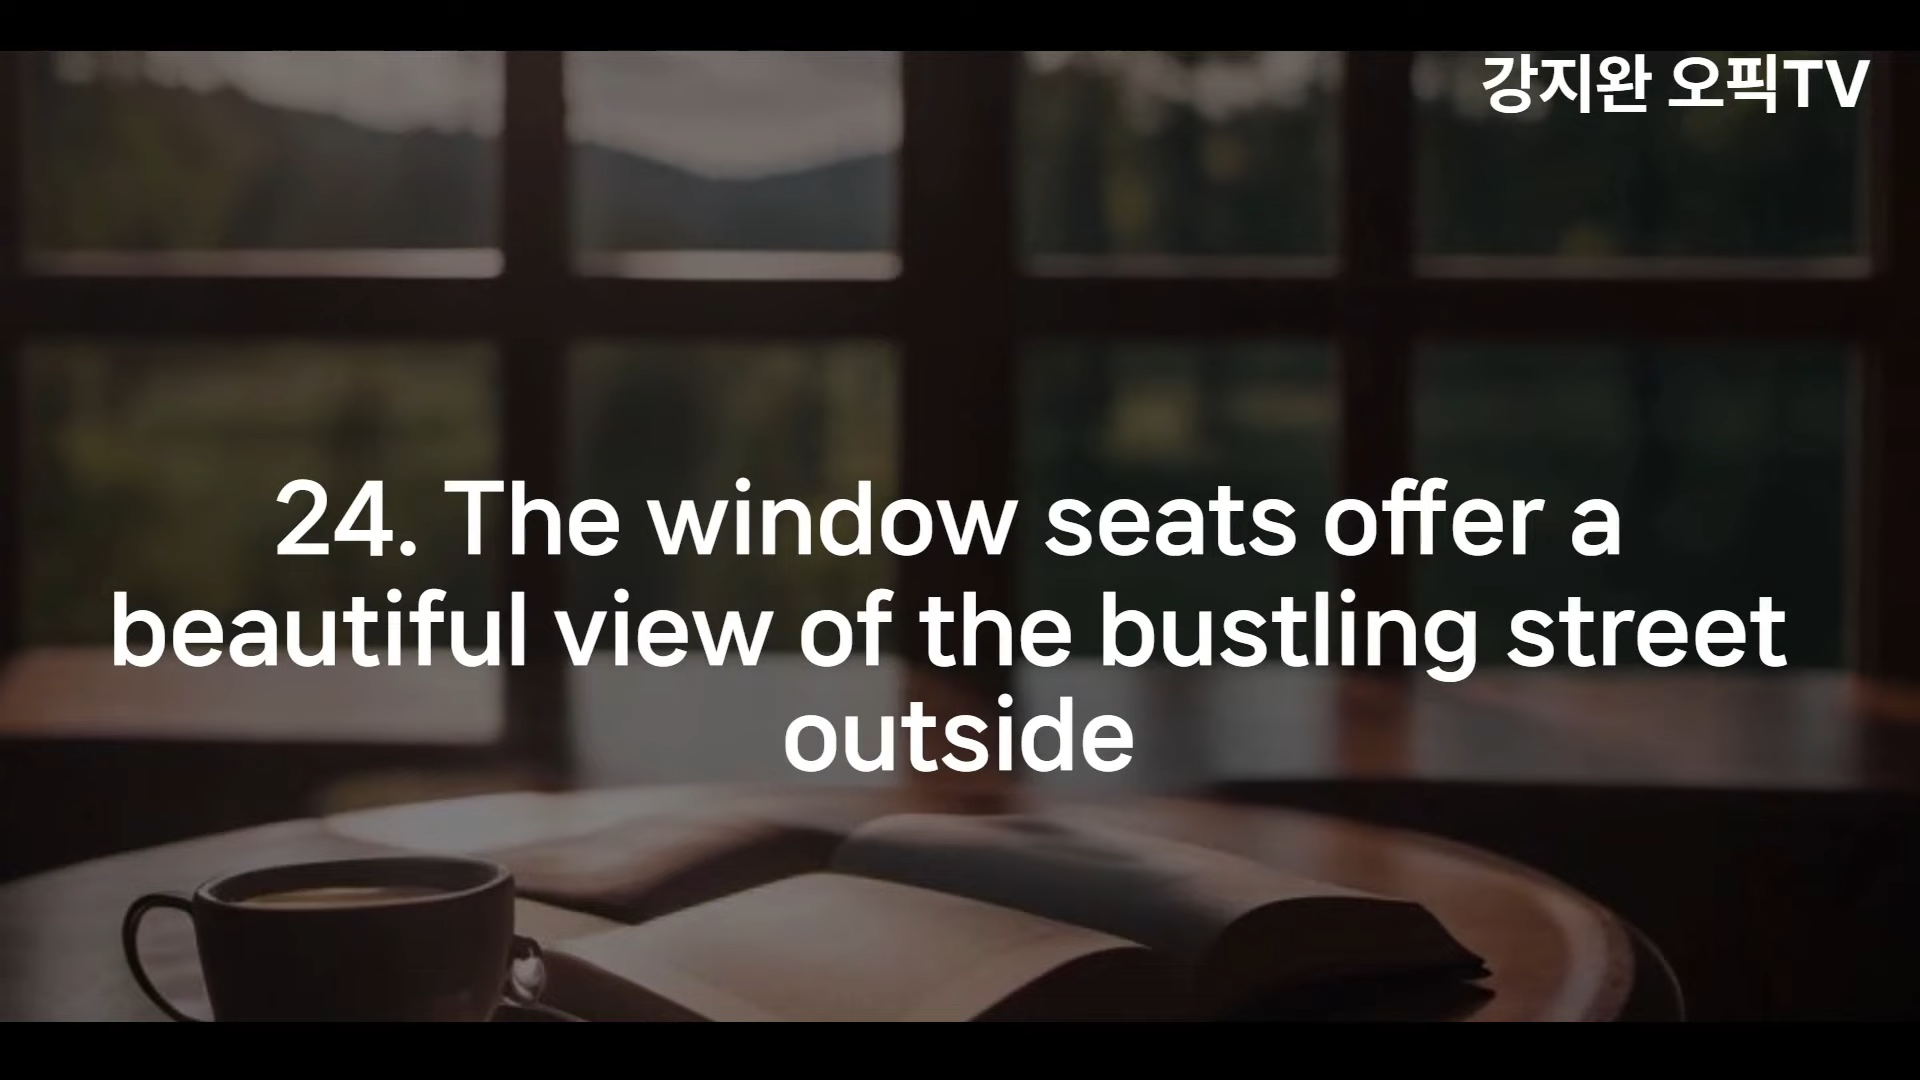 강지완 오픽TV
24. The window seats offer a
beautiful view of the bustling street
outside